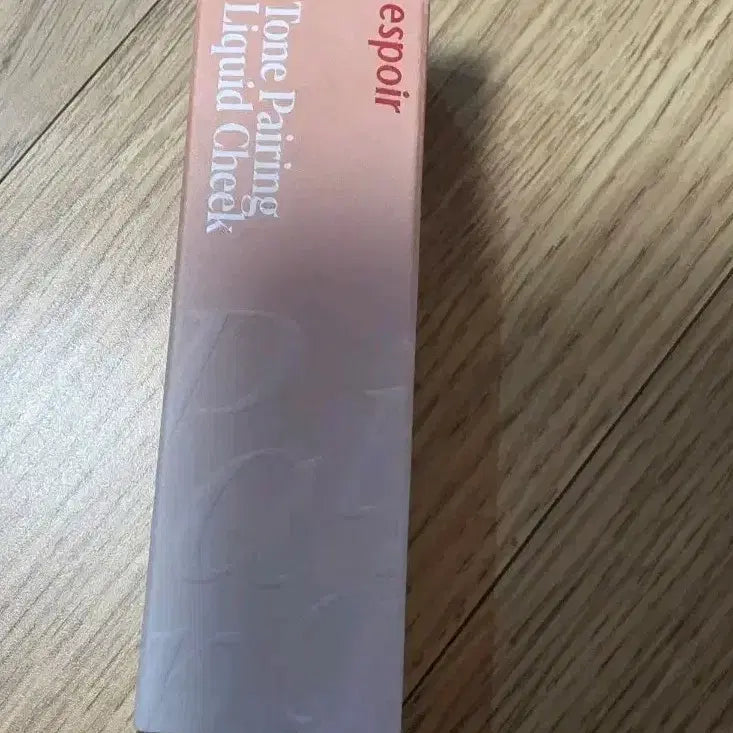 espoir
Tone Pairing
Liquid Cheek